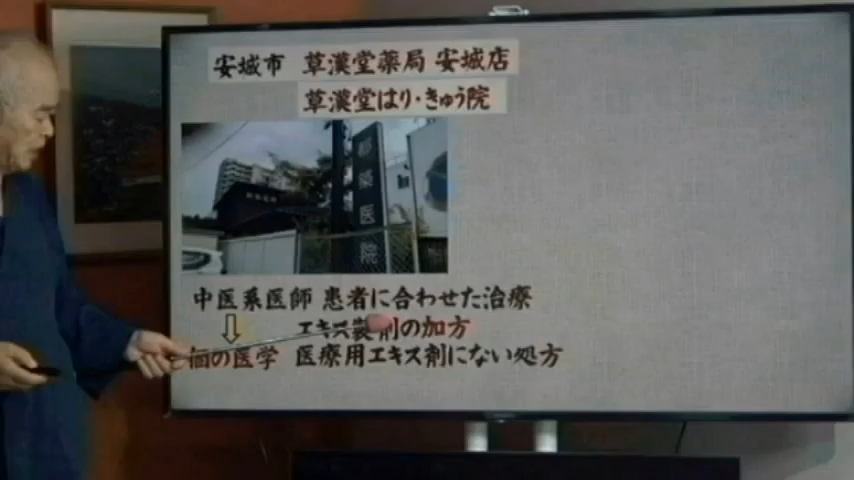 安城市 草漢堂薬局 安城店
草漢堂はり・きゅう院
医院
中医系医師 患者に合わせた治療
エキス製剤の加方
個の医学 医療用エキス剤にない処方